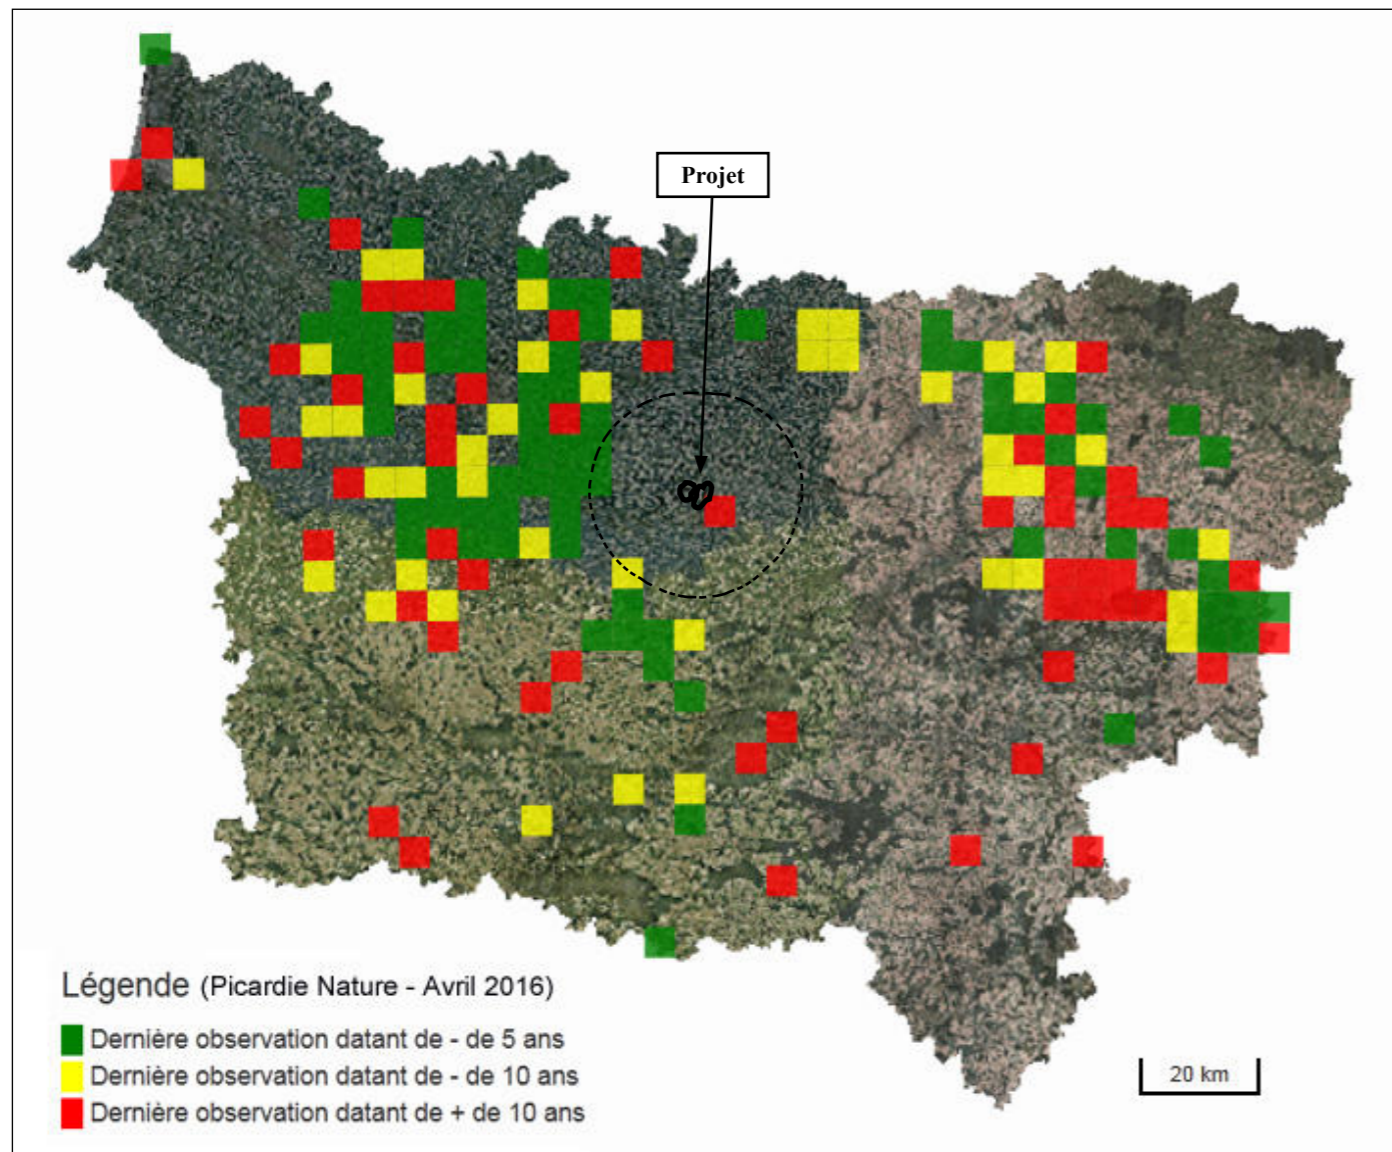 Projet
Légende (Picardie Nature - Avril 2016)
Dernière observation datant de - de 5 ans
Dernière observation datant de - de 10 ans
Dernière observation datant de + de 10 ans
20 km